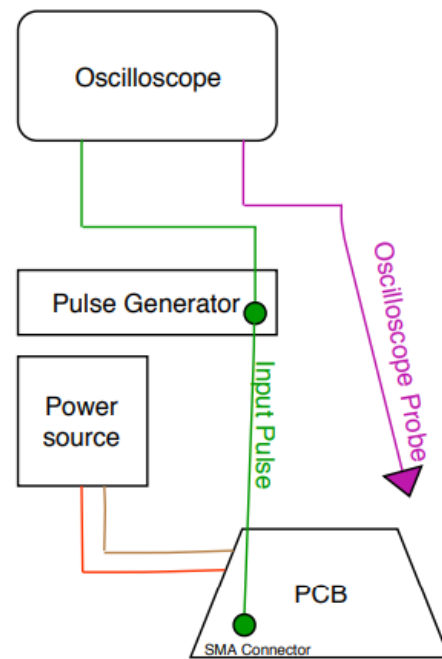 Oscilloscope
Oscilloscope Probe
Pulse Generator
Input Pulse
Power
source
PCB
SMA Connector